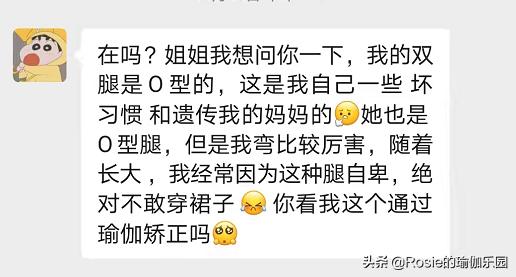 在吗？姐姐我想问你一下，我的双
腿是O型的，这是我自己一些 坏
习惯 和遗传我的妈妈的😮‍💨她也是
O型腿，但是我弯比较厉害，随着
长大 ，我经常因为这种腿自卑，绝
对不敢穿裙子😣 你看我这个通过
瑜伽矫正吗🥺
头条 @Rosie的瑜伽乐园